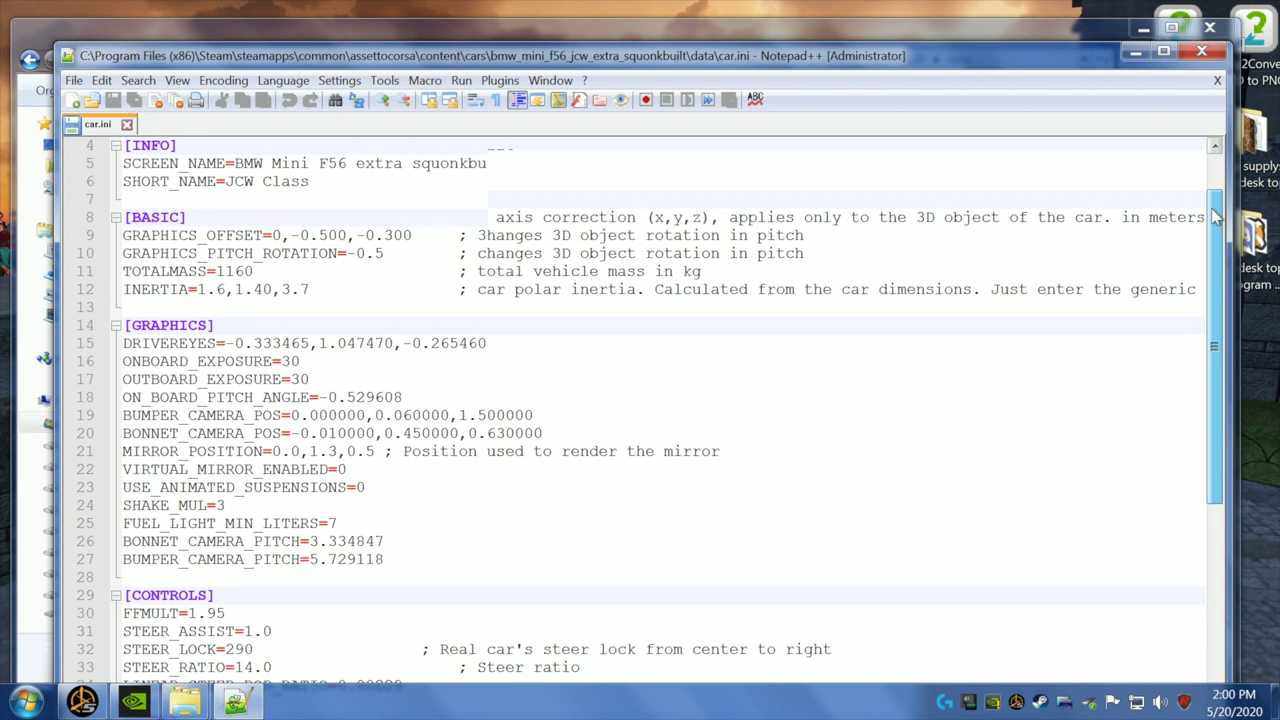 2Conve
D to PNG
C:\Program Files (x86)\Steam\steamapps\common\assettocorsa\content\cars\bmw_mini_f56_jcw_extra_squonkbuilt\data\car.ini - Notepad++ [Administrator]
File Edit Search View Encoding Language Settings Tools Macro Run Plugins Window ? X
Org
car.ini
4 [INFO]
5 SCREEN_NAME=BMW Mini F56 extra squonkbu
6 SHORT_NAME=JCW Class
7
8 [BASIC] axis correction (x,y,z), applies only to the 3D object of the car. in meters
9 GRAPHICS_OFFSET=0,-0.500,-0.300 ; 3hanges 3D object rotation in pitch
10 GRAPHICS_PITCH_ROTATION=-0.5 ; changes 3D object rotation in pitch
11 TOTALMASS=1160 ; total vehicle mass in kg
12 INERTIA=1.6,1.40,3.7 ; car polar inertia. Calculated from the car dimensions. Just enter the generic
13
14 [GRAPHICS]
15 DRIVEREYES=-0.333465,1.047470,-0.265460
16 ONBOARD_EXPOSURE=30
17 OUTBOARD_EXPOSURE=30
18 ON_BOARD_PITCH_ANGLE=-0.529608
19 BUMPER_CAMERA_POS=0.000000,0.060000,1.500000
20 BONNET_CAMERA_POS=-0.010000,0.450000,0.630000
21 MIRROR_POSITION=0.0,1.3,0.5 ; Position used to render the mirror
22 VIRTUAL_MIRROR_ENABLED=0
23 USE_ANIMATED_SUSPENSIONS=0
24 SHAKE_MUL=3
25 FUEL_LIGHT_MIN_LITERS=7
26 BONNET_CAMERA_PITCH=3.334847
27 BUMPER_CAMERA_PITCH=5.729118
28
29 [CONTROLS]
30 FFMULT=1.95
31 STEER_ASSIST=1.0
32 STEER_LOCK=290 ; Real car's steer lock from center to right
33 STEER_RATIO=14.0 ; Steer ratio
supplys
desk top
desk top
ogram ...
ABC
2:00 PM
5/20/2020